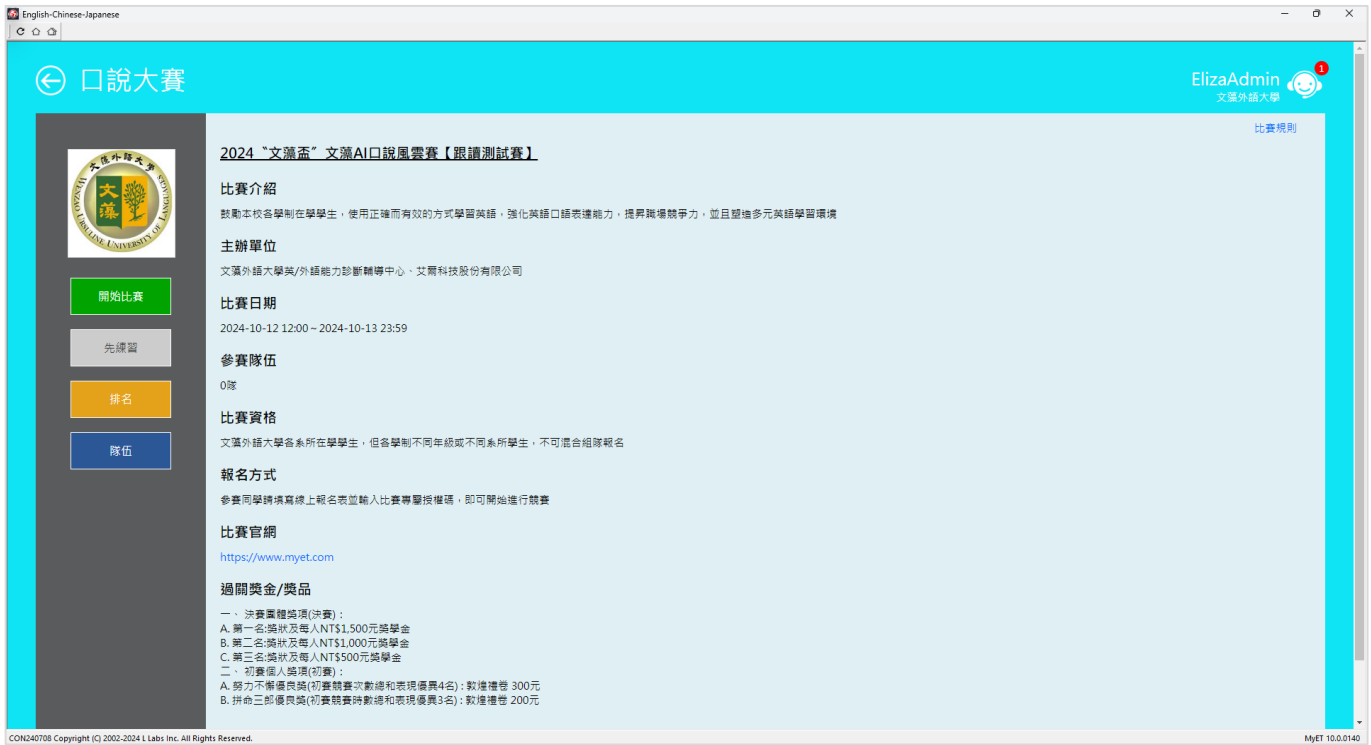 English-Chinese-Japanese
口說大賽
ElizaAdmin
1
文藻外語大學
比賽規則
文藻外語大學
WENZAO URSULINE UNIVERSITY OF LANGUAGES
文藻
開始比賽
先練習
排名
隊伍
2024〝文藻盃〞文藻AI口說風雲賽【跟讀測試賽】
比賽介紹
鼓勵本校各學制在學學生，使用正確而有效的方式學習英語，強化英語口語表達能力，提昇職場競爭力，並且塑造多元英語學習環境
主辦單位
文藻外語大學英/外語能力診斷輔導中心、艾爾科技股份有限公司
比賽日期
2024-10-12 12:00 ~ 2024-10-13 23:59
參賽隊伍
0隊
比賽資格
文藻外語大學各系所在學學生，但各學制不同年級或不同系所學生，不可混合組隊報名
報名方式
參賽同學請填寫線上報名表並輸入比賽專屬授權碼，即可開始進行競賽
比賽官網
https://www.myet.com
過關獎金/獎品
一、 決賽團體獎項(決賽)：
A. 第一名:獎狀及每人NT$1,500元獎學金
B. 第二名:獎狀及每人NT$1,000元獎學金
C. 第三名:獎狀及每人NT$500元獎學金
二、 初賽個人獎項(初賽)：
A. 努力不懈優良獎(初賽競賽次數總和表現優異4名) : 敦煌禮卷 300元
B. 拼命三郎優良獎(初賽競賽時數總和表現優異3名) : 敦煌禮卷 200元
CON240708 Copyright (C) 2002-2024 L Labs Inc. All Rights Reserved.
MyET 10.0.0140